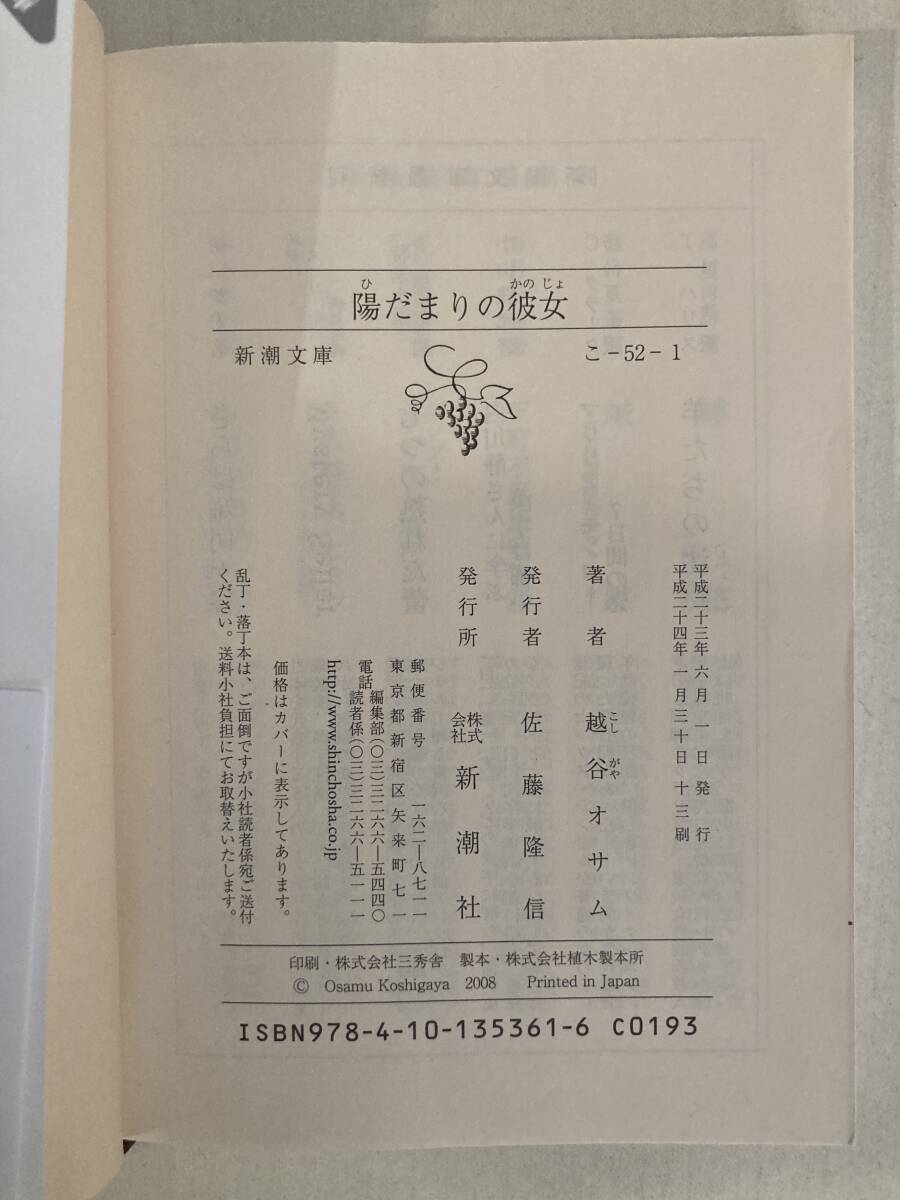 陽だまりの彼女
ひ かの じょ
新潮文庫 こ-52-1
平成二十三年六月一日発行
平成二十四年一月三十日十三刷
著者 越谷オサム
こし がや
発行者 佐藤隆信
発行所 株式会社 新潮社
郵便番号 一六二—八七一一
東京都新宿区矢来町七一
電話 編集部(〇三)三二六六—五四四〇
読者係(〇三)三二六六—五一一一
http://www.shinchosha.co.jp
価格はカバーに表示してあります。
乱丁・落丁本は、ご面倒ですが小社読者係宛ご送付
ください。送料小社負担にてお取替えいたします。
印刷・株式会社三秀舎 製本・株式会社植木製本所
© Osamu Koshigaya 2008 Printed in Japan
ISBN978-4-10-135361-6 C0193